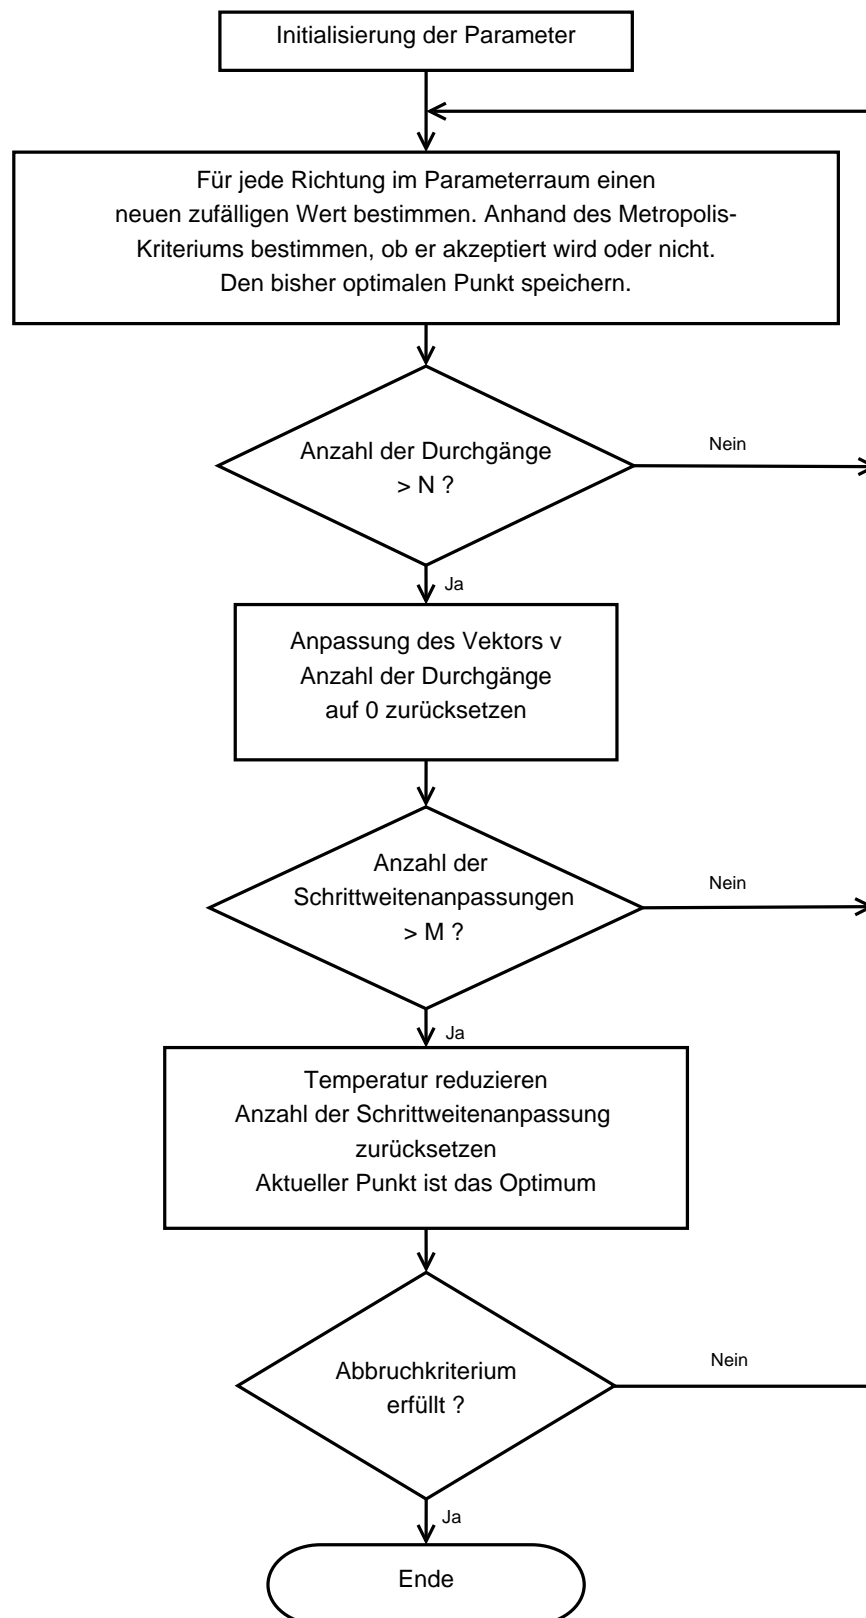 Initialisierung der Parameter
Für jede Richtung im Parameterraum einen
neuen zufälligen Wert bestimmen. Anhand des Metropolis-
Kriteriums bestimmen, ob er akzeptiert wird oder nicht.
Den bisher optimalen Punkt speichern.
Anzahl der Durchgänge
> N ?
Nein
Ja
Anpassung des Vektors v
Anzahl der Durchgänge
auf 0 zurücksetzen
Anzahl der
Schrittweitenanpassungen
> M ?
Nein
Ja
Temperatur reduzieren
Anzahl der Schrittweitenanpassung
zurücksetzen
Aktueller Punkt ist das Optimum
Abbruchkriterium
erfüllt ?
Nein
Ja
Ende